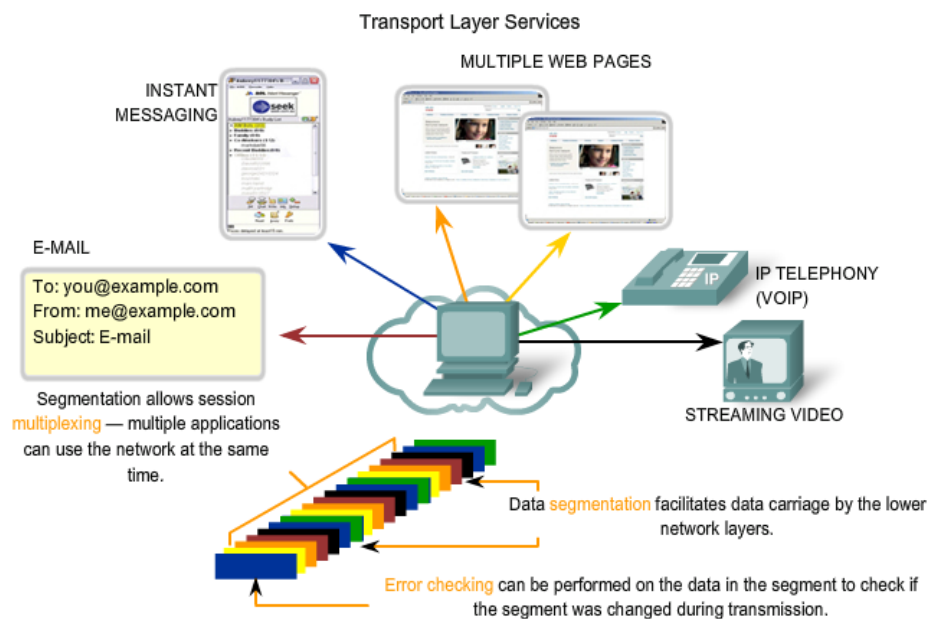 Transport Layer Services
INSTANT
MESSAGING
MULTIPLE WEB PAGES
seek
E-MAIL
To: you@example.com
From: me@example.com
Subject: E-mail
IP
IP TELEPHONY
(VOIP)
STREAMING VIDEO
Segmentation allows session
multiplexing — multiple applications
can use the network at the same
time.
Data segmentation facilitates data carriage by the lower
network layers.
Error checking can be performed on the data in the segment to check if
the segment was changed during transmission.